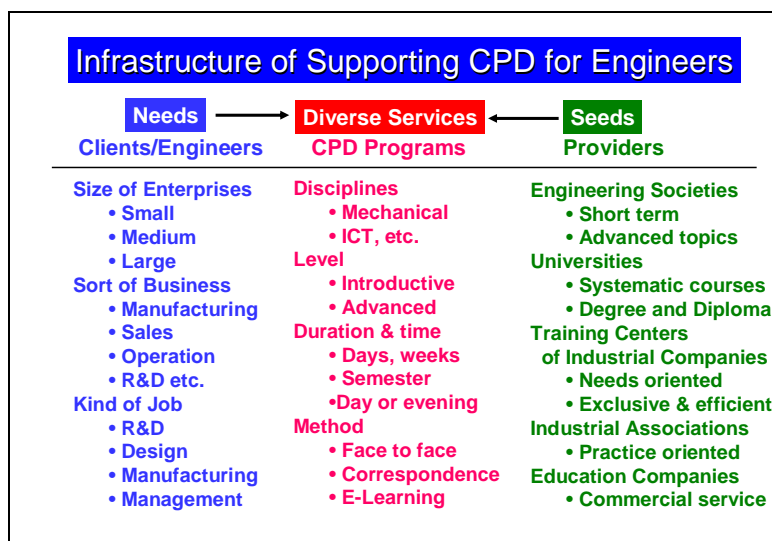 Infrastructure of Supporting CPD for Engineers
Needs
Clients/Engineers
Size of Enterprises
• Small
• Medium
• Large
Sort of Business
• Manufacturing
• Sales
• Operation
• R&D etc.
Kind of Job
• R&D
• Design
• Manufacturing
• Management
Diverse Services
CPD Programs
Disciplines
• Mechanical
• ICT, etc.
Level
• Introductive
• Advanced
Duration & time
• Days, weeks
• Semester
•Day or evening
Method
• Face to face
• Correspondence
• E-Learning
Seeds
Providers
Engineering Societies
• Short term
• Advanced topics
Universities
• Systematic courses
• Degree and Diploma
Training Centers
of Industrial Companies
• Needs oriented
• Exclusive & efficient
Industrial Associations
• Practice oriented
Education Companies
• Commercial service